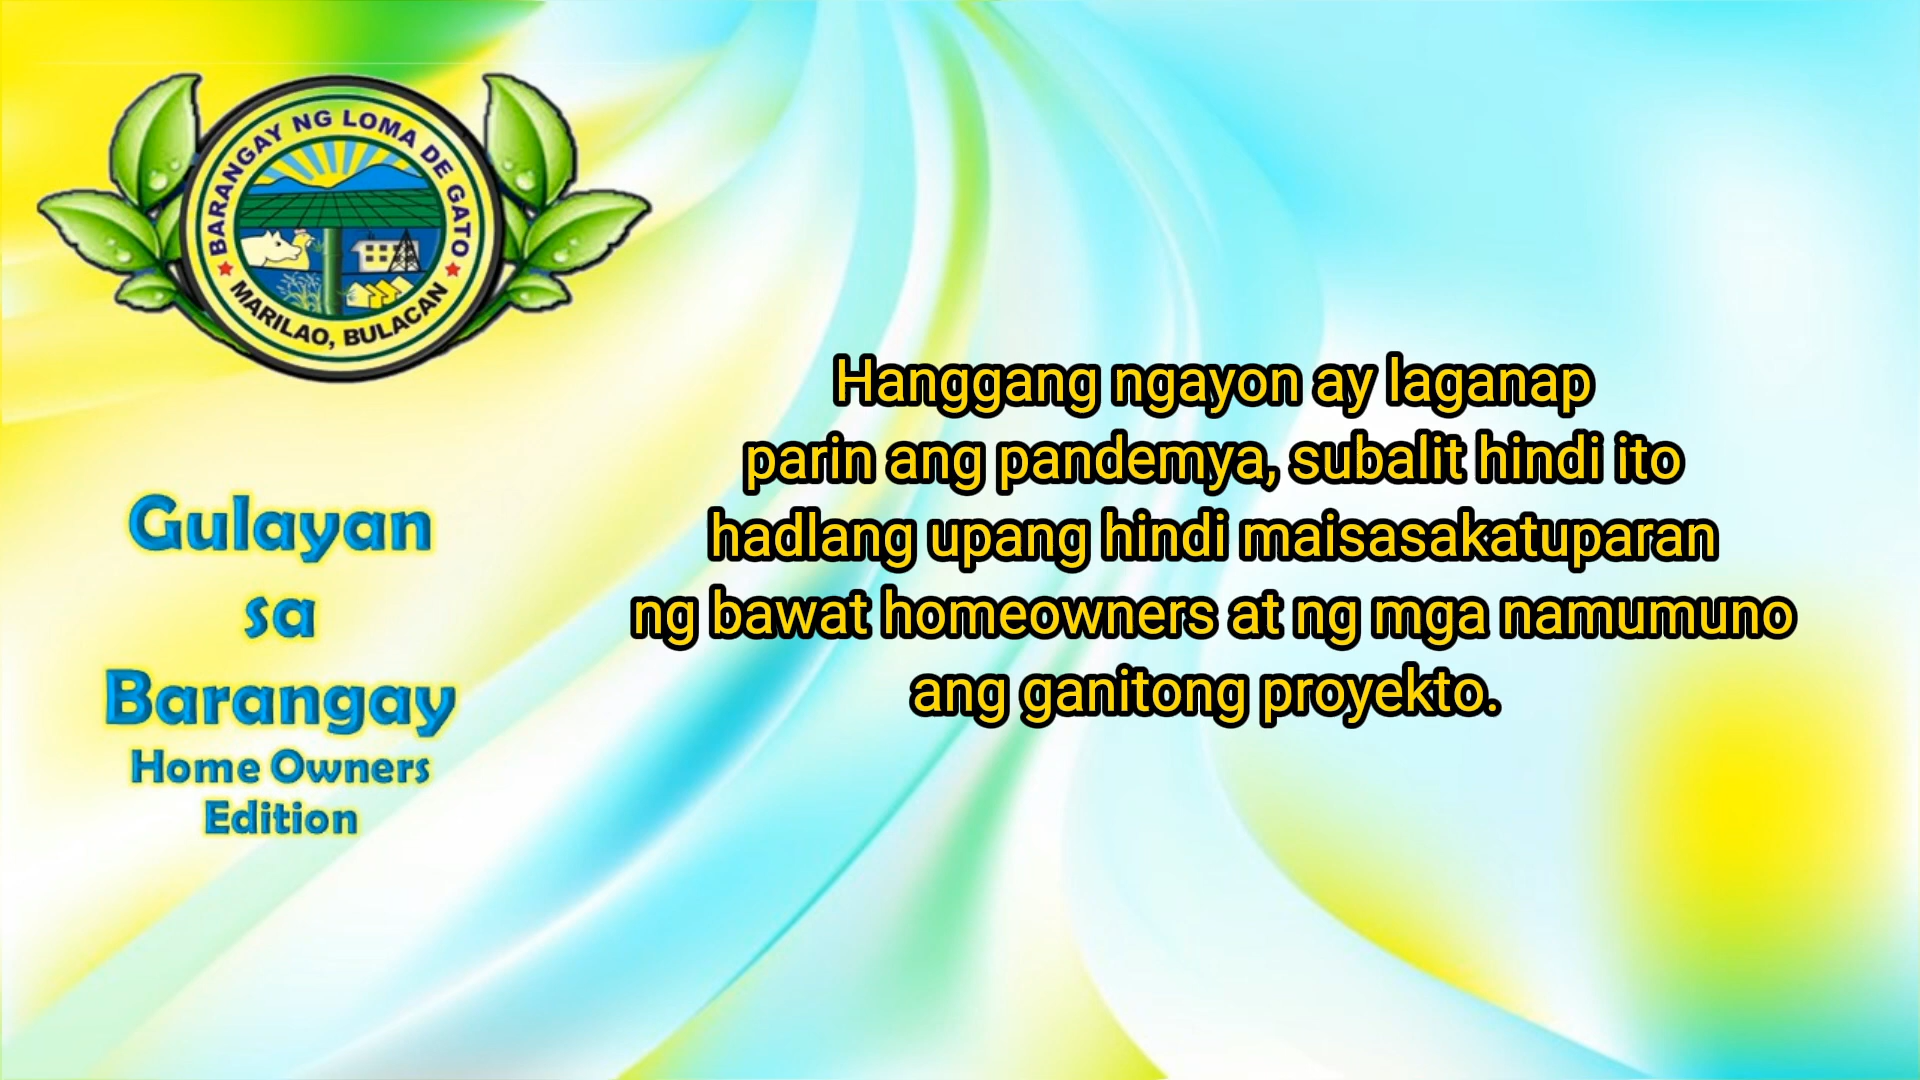 BARANGAY NG LOMA DE GATO
MARILAO, BULACAN
Gulayan
sa
Barangay
Home Owners
Edition
Hanggang ngayon ay laganap
parin ang pandemya, subalit hindi ito
hadlang upang hindi maisasakatuparan
ng bawat homeowners at ng mga namumuno
ang ganitong proyekto.